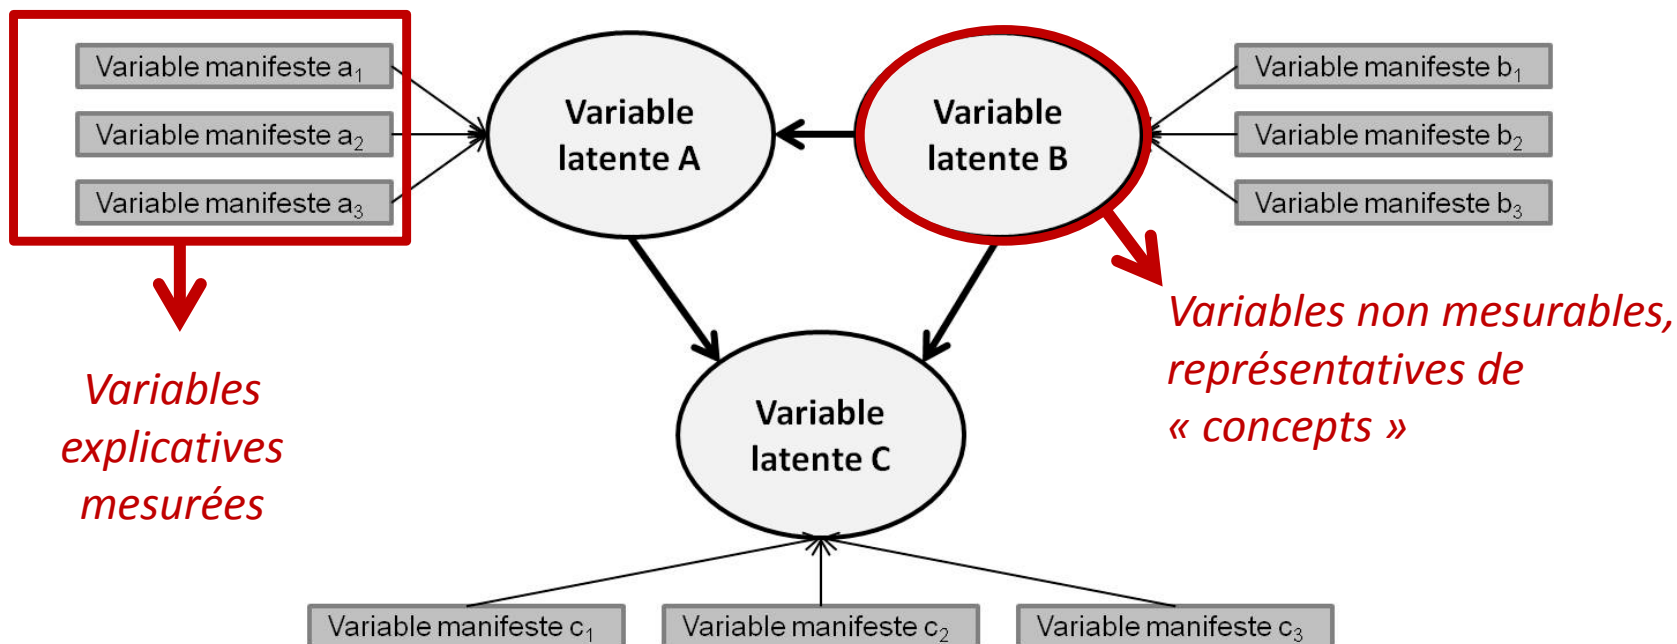 Variable manifeste a₁
Variable manifeste a₂
Variable manifeste a₃
Variable
latente A
Variable
latente B
Variable manifeste b₁
Variable manifeste b₂
Variable manifeste b₃
Variables
explicatives
mesurées
Variables non mesurables,
représentatives de
« concepts »
Variable
latente C
Variable manifeste c₁
Variable manifeste c₂
Variable manifeste c₃